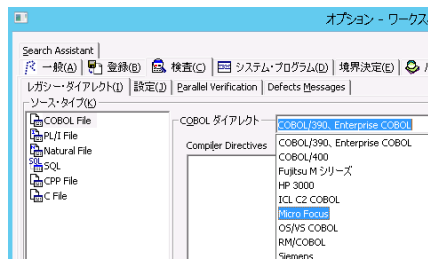 オプション - ワークス
Search Assistant
一般(A) 登録(B) 検査(C) システム・プログラム(D) 境界決定(E)
レガシー・ダイアレクト(I) 設定(J) Parallel Verification Defects Messages
ソース・タイプ(K)
COBOL File
PL/I File
Natural File
SQL
CPP File
C File
COBOL ダイアレクト
COBOL/390、Enterprise COBOL
Compiler Directives
COBOL/390、Enterprise COBOL
COBOL/400
Fujitsu M シリーズ
HP 3000
ICL C2 COBOL
Micro Focus
OS/VS COBOL
RM/COBOL
Siemens